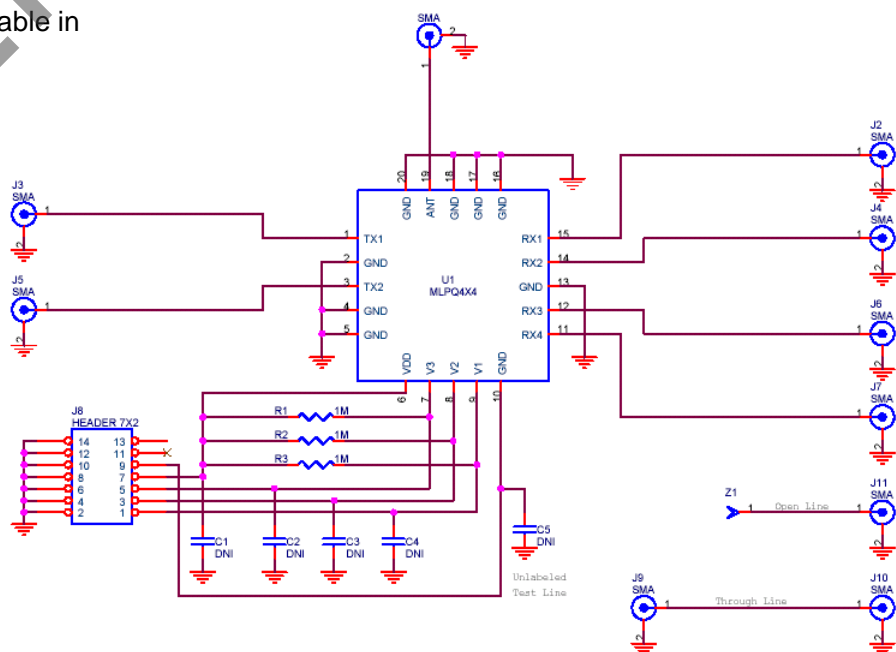 able in
SMA
2
1
20
19
18
17
16
GND
ANT
GND
GND
GND
J3
SMA
1
2
J5
SMA
1
2
1
TX1
2
GND
3
TX2
4
GND
5
GND
U1
MLPQ4X4
RX1
15
RX2
14
GND
13
RX3
12
RX4
11
VDD
V3
V2
V1
GND
6
7
8
9
10
J2
SMA
1
2
J4
SMA
1
2
J6
SMA
1
2
J7
SMA
1
2
R1
1M
R2
1M
R3
1M
J8
HEADER 7X2
14
13
12
11
10
9
8
7
6
5
4
3
2
1
C1
DNI
C2
DNI
C3
DNI
C4
DNI
C5
DNI
Unlabeled
Test Line
Z1
1
Open Line
J11
SMA
1
2
J9
SMA
1
2
Through Line
J10
SMA
1
2